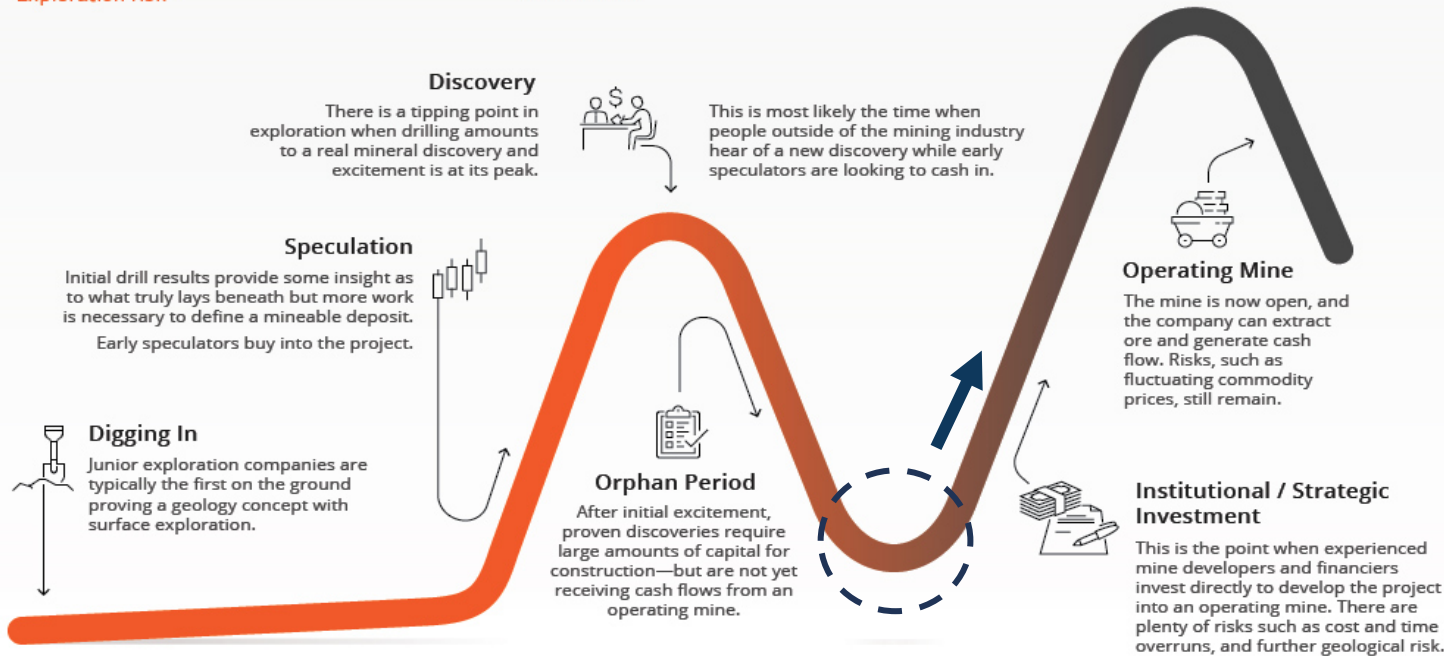 Discovery
There is a tipping point in
exploration when drilling amounts
to a real mineral discovery and
excitement is at its peak.
$
This is most likely the time when
people outside of the mining industry
hear of a new discovery while early
speculators are looking to cash in.
Speculation
Initial drill results provide some insight as
to what truly lays beneath but more work
is necessary to define a mineable deposit.
Early speculators buy into the project.
Digging In
Junior exploration companies are
typically the first on the ground
proving a geology concept with
surface exploration.
Orphan Period
After initial excitement,
proven discoveries require
large amounts of capital for
construction—but are not yet
receiving cash flows from an
operating mine.
Operating Mine
The mine is now open, and
the company can extract
ore and generate cash
flow. Risks, such as
fluctuating commodity
prices, still remain.
Institutional / Strategic
Investment
This is the point when experienced
mine developers and financiers
invest directly to develop the project
into an operating mine. There are
plenty of risks such as cost and time
overruns, and further geological risk.